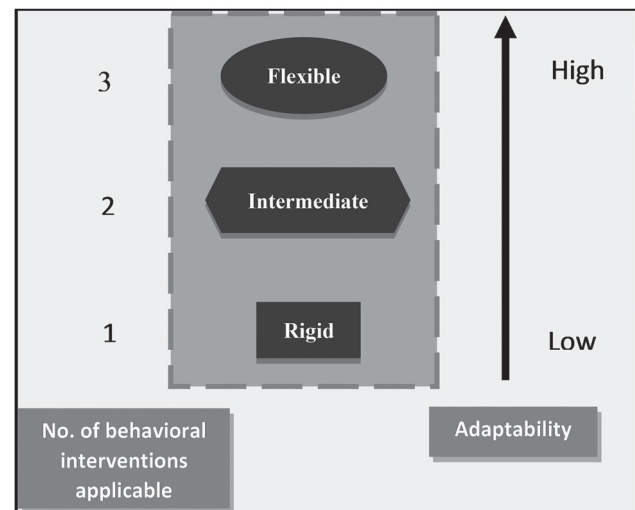 3
Flexible
High
2
Intermediate
1
Rigid
Low
No. of behavioral
interventions
applicable
Adaptability